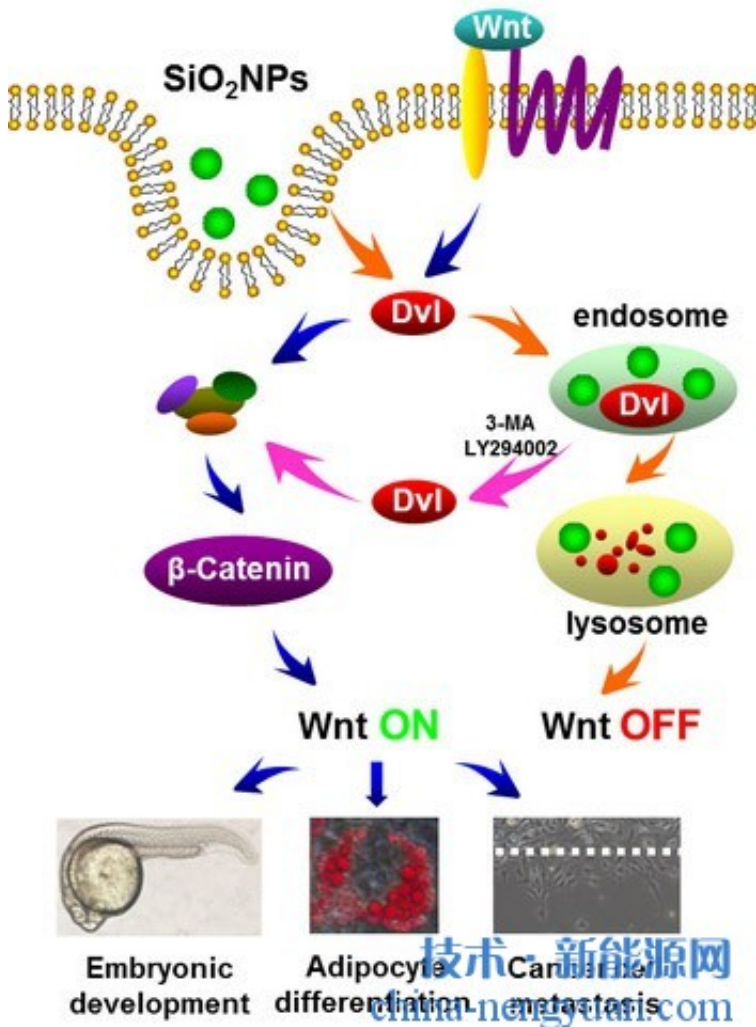 Wnt
SiO₂NPs
Dvl
endosome
Dvl
3-MA
LY294002
Dvl
β-Catenin
lysosome
Wnt ON
Wnt OFF
Embryonic
development
Adipocyte
differentiation
metastasis
技术·新能源网
china-nengyuan.com